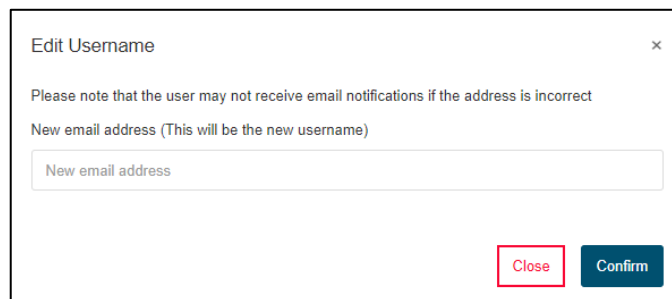 Edit Username ×
Please note that the user may not receive email notifications if the address is incorrect
New email address (This will be the new username)
New email address
Close Confirm